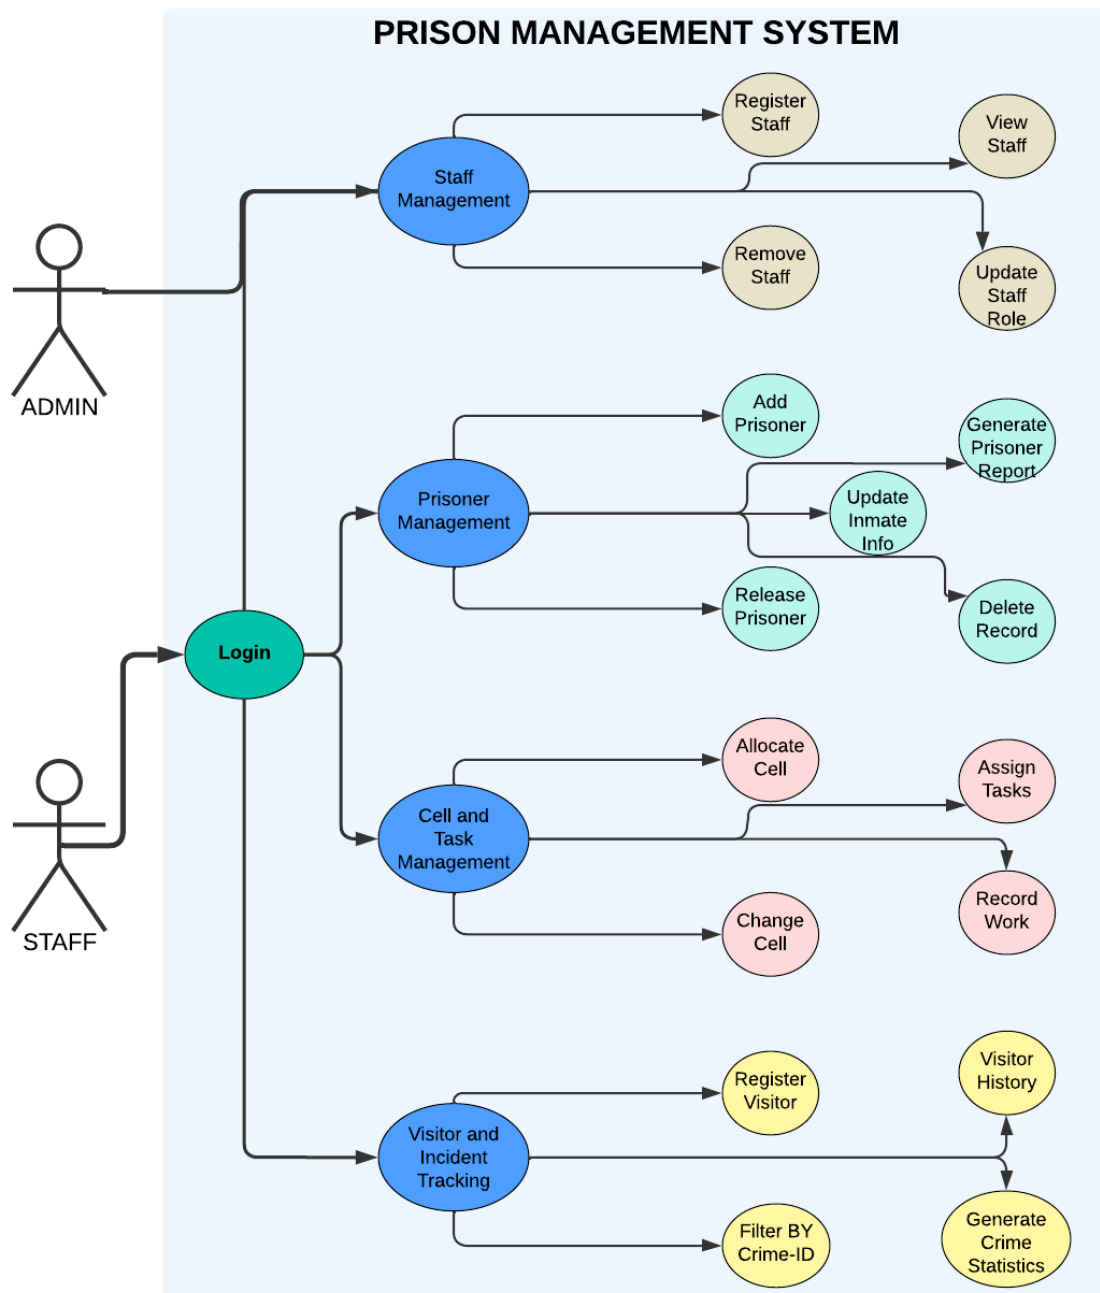 PRISON MANAGEMENT SYSTEM
Register
Staff
View
Staff
Staff
Management
Remove
Staff
Update
Staff
Role
ADMIN
Add
Prisoner
Generate
Prisoner
Report
Prisoner
Management
Update
Inmate
Info
Release
Prisoner
Delete
Record
Login
Allocate
Cell
Assign
Tasks
Cell and
Task
Management
Change
Cell
Record
Work
STAFF
Register
Visitor
Visitor
History
Visitor and
Incident
Tracking
Filter BY
Crime-ID
Generate
Crime
Statistics